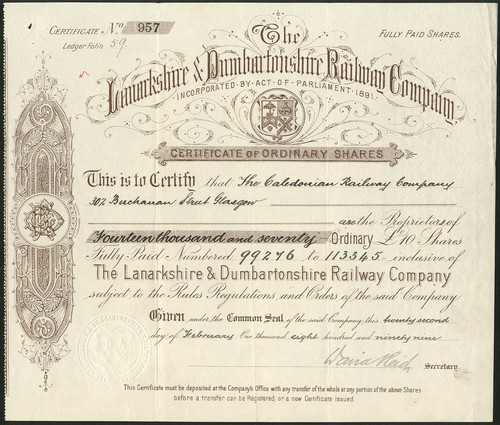 CERTIFICATE Nº 957
Ledger Folio 59.
FULLY PAID SHARES.
The
Lanarkshire & Dumbartonshire Railway Company
INCORPORATED·BY·ACT·OF·PARLIAMENT·1891.
CERTIFICATE OF ORDINARY SHARES
This is to Certify that The Caledonian Railway Company
302 Buchanan Street Glasgow
are the Proprietors of
Fourteen thousand and seventy Ordinary £10 Shares
Fully Paid Numbered 99276 to 113345 inclusive of
The Lanarkshire & Dumbartonshire Railway Company
subject to the Rules Regulations and Orders of the said Company
Given under the Common Seal of the said Company this twenty second
day of February One thousand eight hundred and ninety nine
David Reid
Secretary.
This Certificate must be deposited at the Company's Office with any transfer of the whole or any portion of the above Shares
before a transfer can be Registered, or a new Certificate issued.